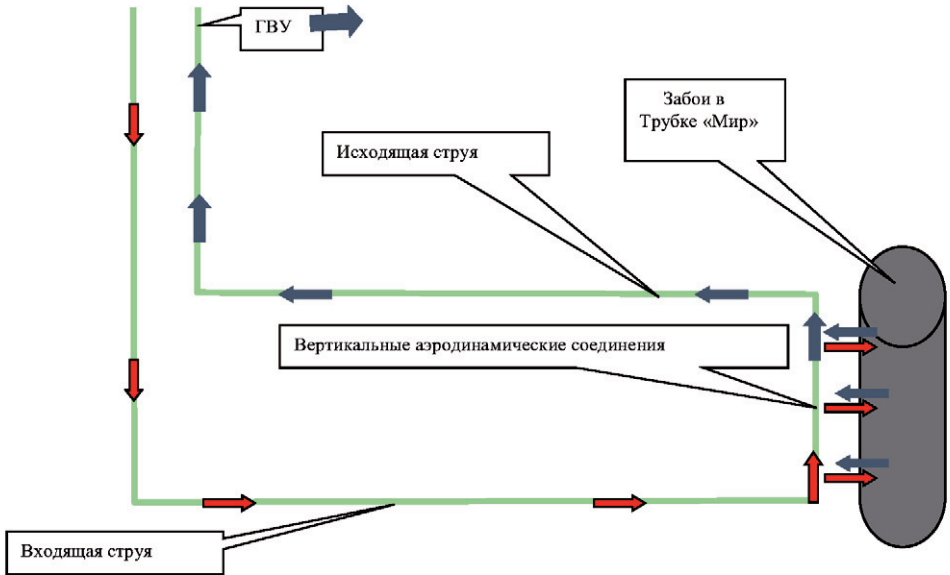 ГВУ
Забои в
Трубке «Мир»
Исходящая струя
Вертикальные аэродинамические соединения
Входящая струя